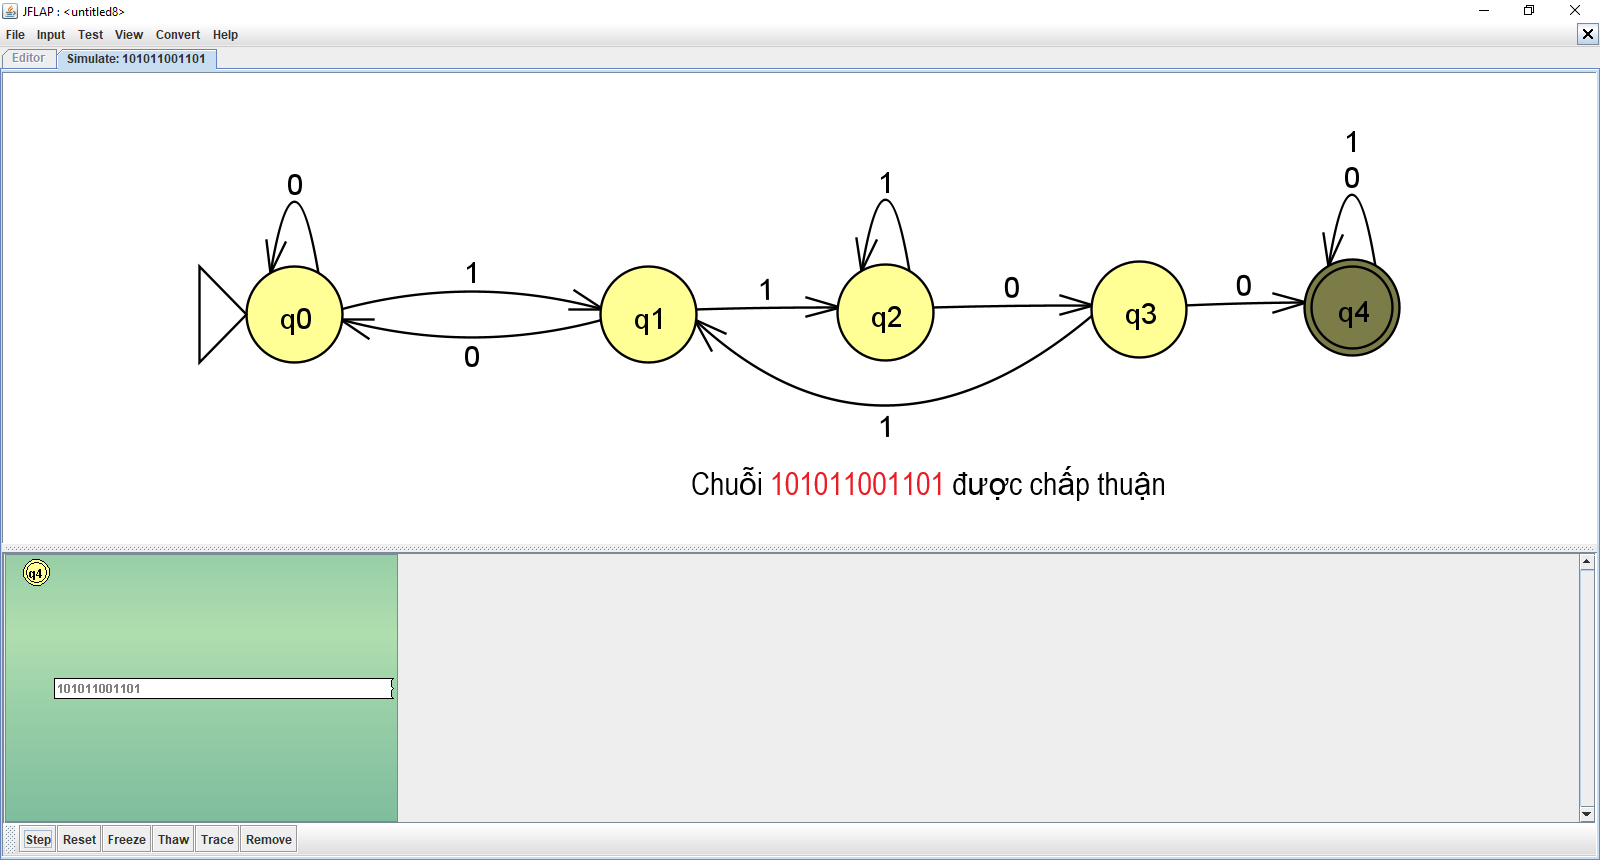 JFLAP : <untitled8>
File Input Test View Convert Help
Editor Simulate: 101011001101
1
0 1 0
1 1 0 0
q0 q1 q2 q3 q4
0
1
Chuỗi 101011001101 được chấp thuận
q4
101011001101
Step Reset Freeze Thaw Trace Remove